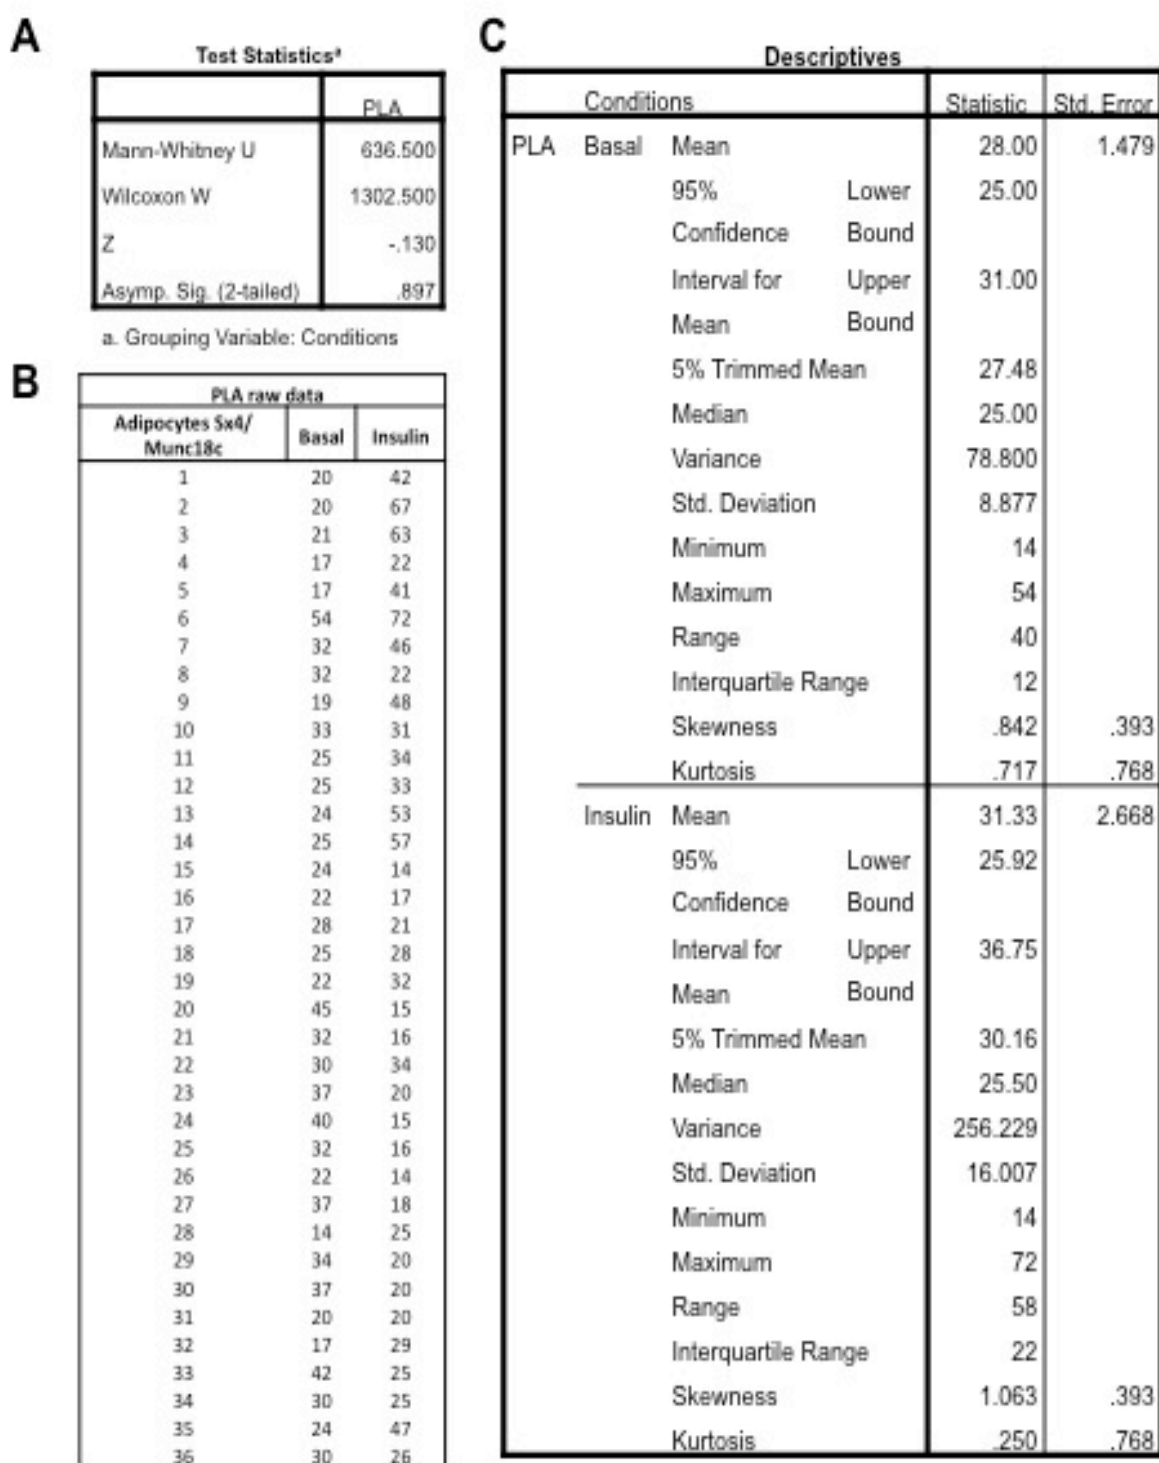 A
Test Statisticsª
PLA
Mann-Whitney U 636.500
Wilcoxon W 1302.500
Z -.130
Asymp. Sig. (2-tailed) .897
a. Grouping Variable: Conditions
B
PLA raw data
Adipocytes Sx4/ Basal Insulin
Munc18c
1 20 42
2 20 67
3 21 63
4 17 22
5 17 41
6 54 72
7 32 46
8 32 22
9 19 48
10 33 31
11 25 34
12 25 33
13 24 53
14 25 57
15 24 14
16 22 17
17 28 21
18 25 28
19 22 32
20 45 15
21 32 16
22 30 34
23 37 20
24 40 15
25 32 16
26 22 14
27 37 18
28 14 25
29 34 20
30 37 20
31 20 20
32 17 29
33 42 25
34 30 25
35 24 47
36 30 26
C
Descriptives
Conditions Statistic Std. Error
PLA Basal Mean 28.00 1.479
95% Lower 25.00
Confidence Bound
Interval for Upper 31.00
Mean Bound
5% Trimmed Mean 27.48
Median 25.00
Variance 78.800
Std. Deviation 8.877
Minimum 14
Maximum 54
Range 40
Interquartile Range 12
Skewness .842 .393
Kurtosis .717 .768
Insulin Mean 31.33 2.668
95% Lower 25.92
Confidence Bound
Interval for Upper 36.75
Mean Bound
5% Trimmed Mean 30.16
Median 25.50
Variance 256.229
Std. Deviation 16.007
Minimum 14
Maximum 72
Range 58
Interquartile Range 22
Skewness 1.063 .393
Kurtosis .250 .768